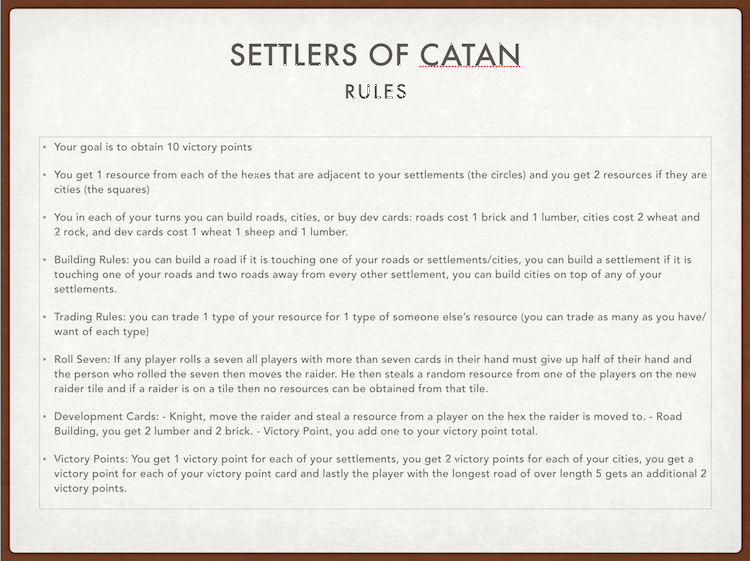 SETTLERS OF CATAN
RULES
• Your goal is to obtain 10 victory points
• You get 1 resource from each of the hexes that are adjacent to your settlements (the circles) and you get 2 resources if they are
cities (the squares)
• You in each of your turns you can build roads, cities, or buy dev cards: roads cost 1 brick and 1 lumber, cities cost 2 wheat and
2 rock, and dev cards cost 1 wheat 1 sheep and 1 lumber.
• Building Rules: you can build a road if it is touching one of your roads or settlements/cities, you can build a settlement if it is
touching one of your roads and two roads away from every other settlement, you can build cities on top of any of your
settlements.
• Trading Rules: you can trade 1 type of your resource for 1 type of someone else's resource (you can trade as many as you have/
want of each type)
• Roll Seven: If any player rolls a seven all players with more than seven cards in their hand must give up half of their hand and
the person who rolled the seven then moves the raider. He then steals a random resource from one of the players on the new
raider tile and if a raider is on a tile then no resources can be obtained from that tile.
• Development Cards: - Knight, move the raider and steal a resource from a player on the hex the raider is moved to. - Road
Building, you get 2 lumber and 2 brick. - Victory Point, you add one to your victory point total.
• Victory Points: You get 1 victory point for each of your settlements, you get 2 victory points for each of your cities, you get a
victory point for each of your victory point card and lastly the player with the longest road of over length 5 gets an additional 2
victory points.